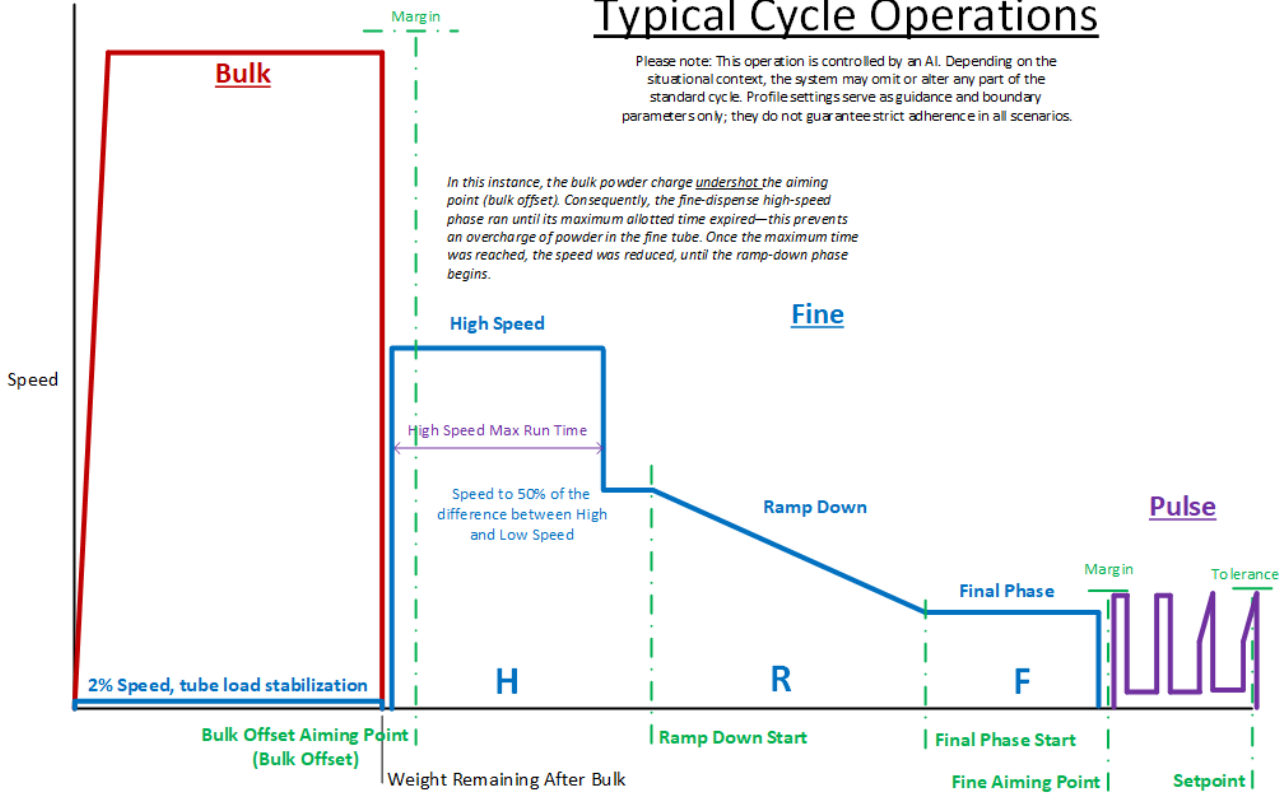 Typical Cycle Operations
Please note: This operation is controlled by an AI. Depending on the
situational context, the system may omit or alter any part of the
standard cycle. Profile settings serve as guidance and boundary
parameters only; they do not guarantee strict adherence in all scenarios.
Margin
Bulk
In this instance, the bulk powder charge undershot the aiming
point (bulk offset). Consequently, the fine-dispense high-speed
phase ran until its maximum allotted time expired—this prevents
an overcharge of powder in the fine tube. Once the maximum time
was reached, the speed was reduced, until the ramp-down phase
begins.
Fine
High Speed
Speed
High Speed Max Run Time
Speed to 50% of the
difference between High
and Low Speed
Ramp Down
Pulse
Margin
Tolerance
Final Phase
2% Speed, tube load stabilization
H
R
F
Bulk Offset Aiming Point
(Bulk Offset)
Ramp Down Start
Final Phase Start
Weight Remaining After Bulk
Fine Aiming Point
Setpoint